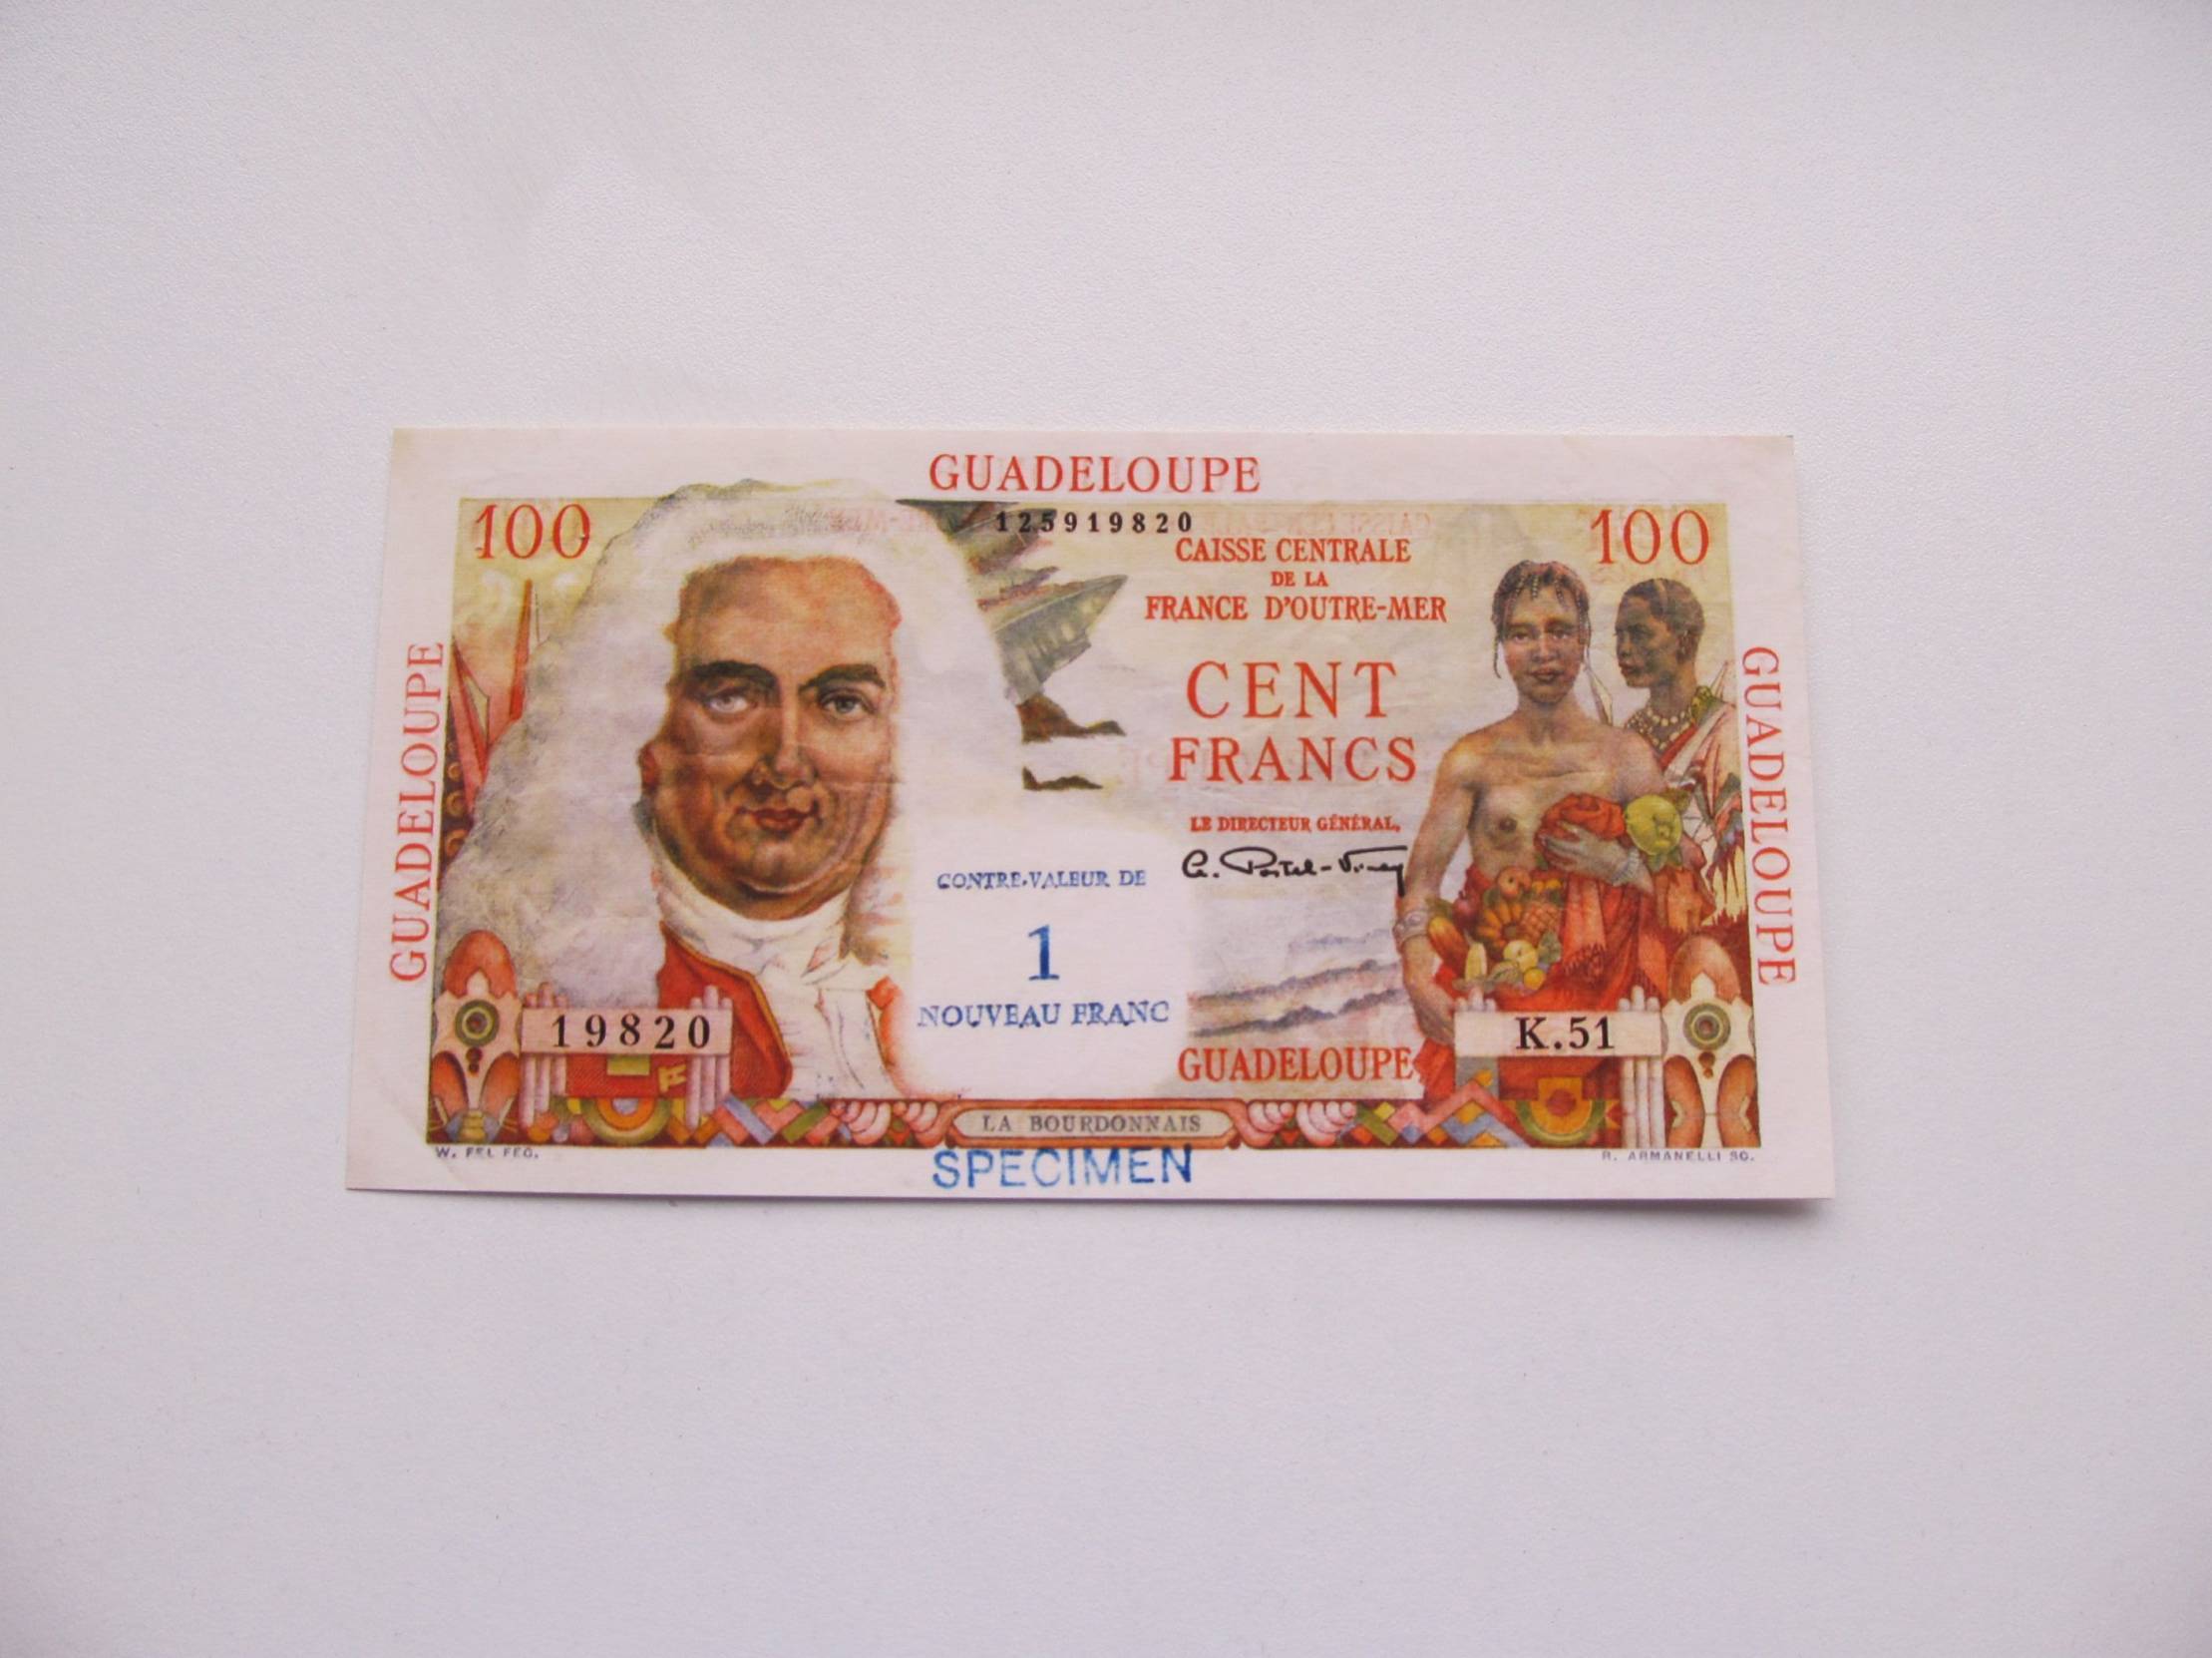 GUADELOUPE
100
125919820
100
CAISSE CENTRALE
DE LA
FRANCE D'OUTRE-MER
GUADELOUPE
CENT
FRANCS
GUADELOUPE
LE DIRECTEUR GÉNÉRAL,
CONTRE-VALEUR DE
1
NOUVEAU FRANC
19820
K.51
GUADELOUPE
LA BOURDONNAIS
W. FEL FEC.
R. ARMANELLI SC.
SPECIMEN